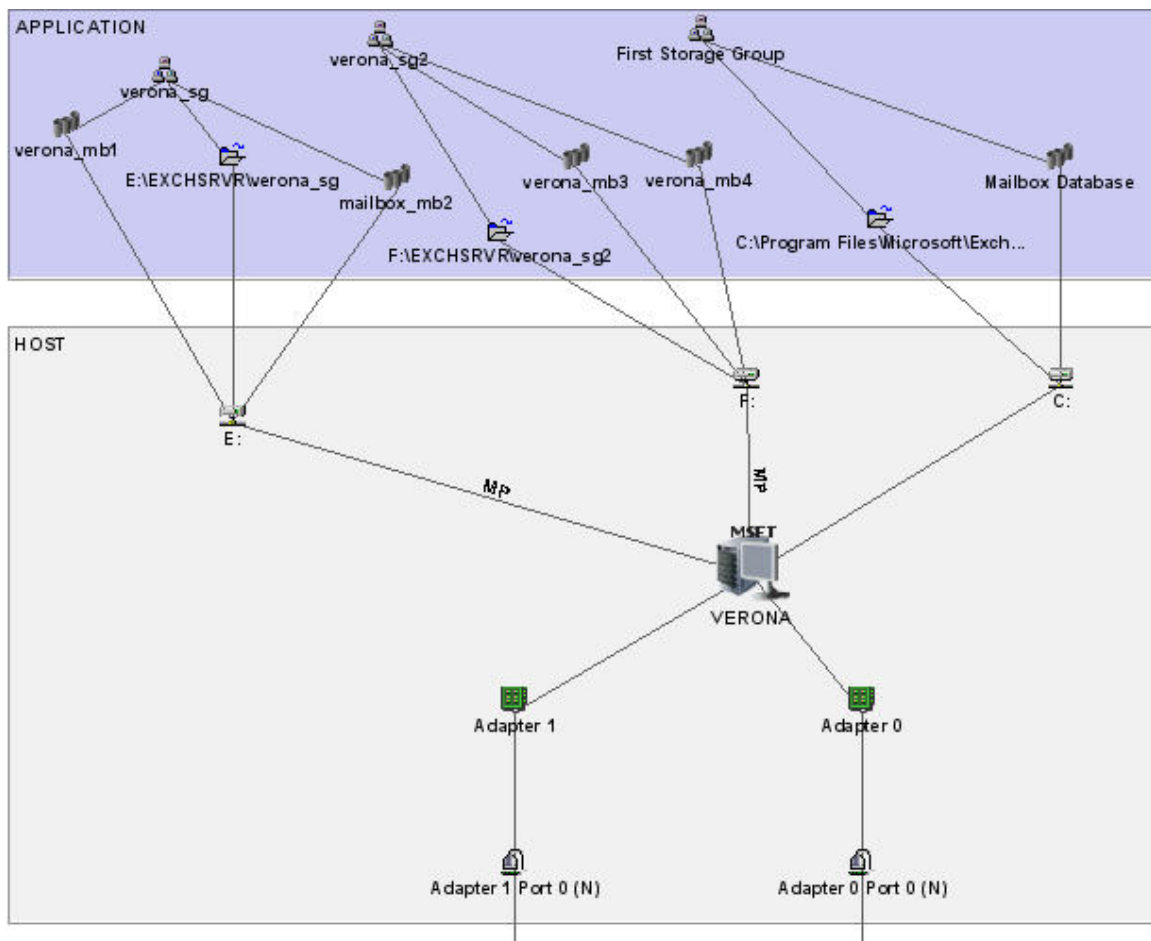 APPLICATION
verona_sg
verona_sg2
First Storage Group
verona_mb1
E:\EXCHSRVR\verona_sg
mailbox_mb2
verona_mb3
verona_mb4
Mailbox Database
F:\EXCHSRVR\verona_sg2
C:\Program Files\Microsoft\Exch...
HOST
E:
F:
C:
MP
MP
MSFT
VERONA
Adapter 1
Adapter 0
Adapter 1 Port 0 (N)
Adapter 0 Port 0 (N)